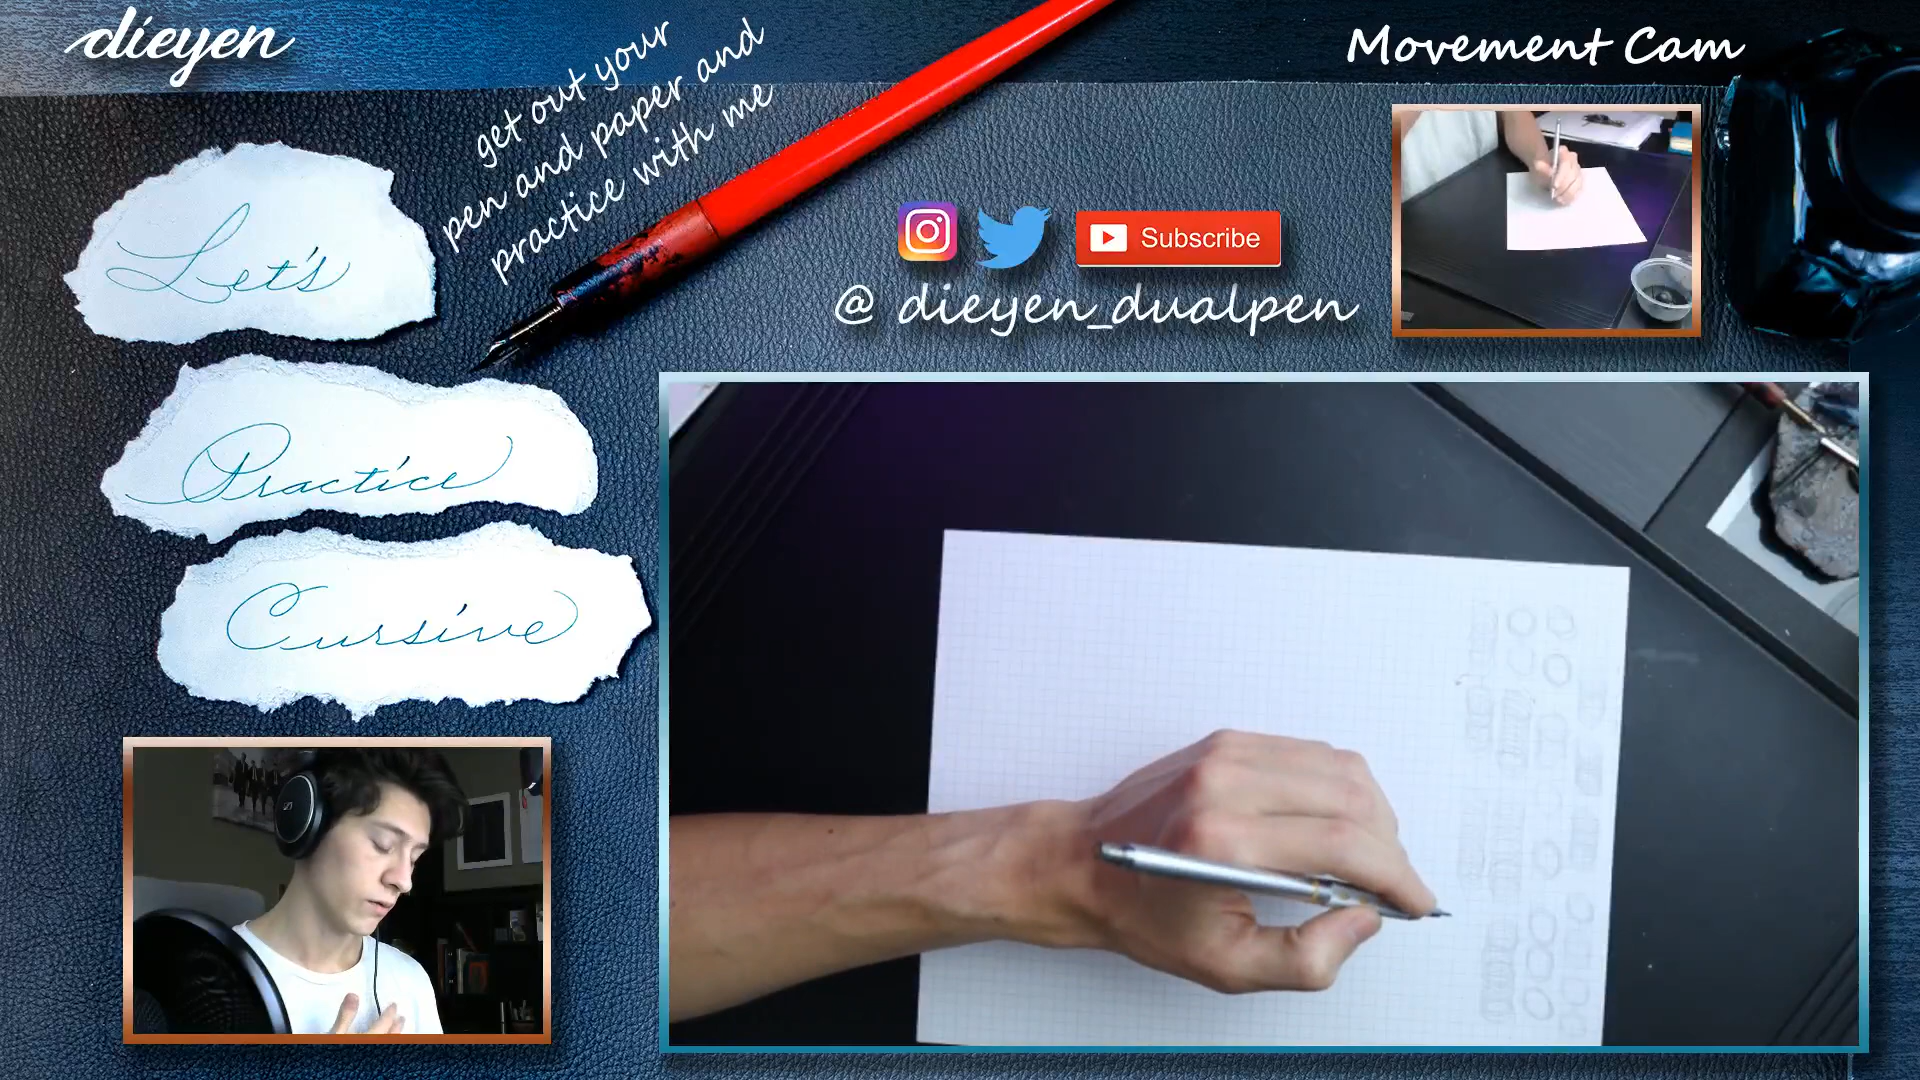 dieyen
get out your
pen and paper and
practice with me
Movement Cam
Let's
Practice
Cursive
Subscribe
@ dieyen_dualpen